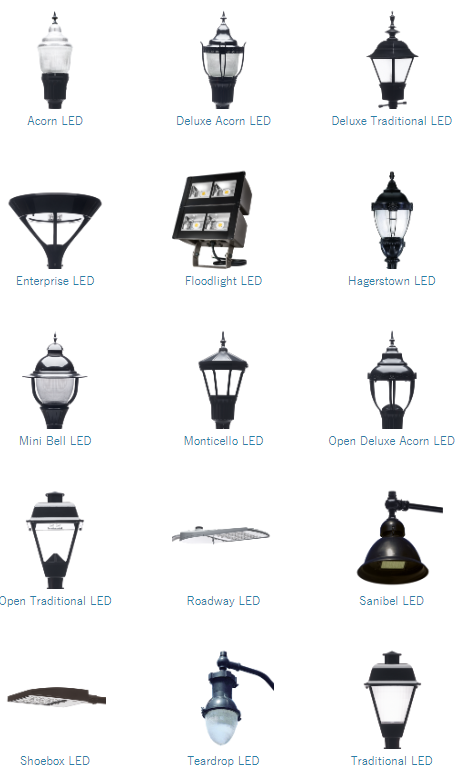 Acorn LED
Deluxe Acorn LED
Deluxe Traditional LED
Enterprise LED
Floodlight LED
Hagerstown LED
Mini Bell LED
Monticello LED
Open Deluxe Acorn LED
Open Traditional LED
Roadway LED
Sanibel LED
Shoebox LED
Teardrop LED
Traditional LED